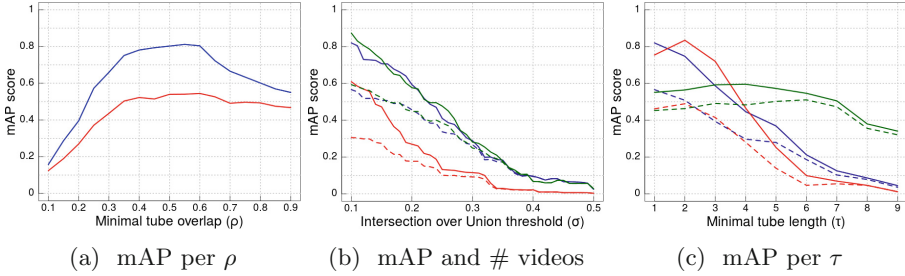 mAP score
1
0.8
0.6
0.4
0.2
0
0.1 0.2 0.3 0.4 0.5 0.6 0.7 0.8 0.9
Minimal tube overlap (ρ)
(a) mAP per ρ
mAP score
1
0.8
0.6
0.4
0.2
0
0.1 0.2 0.3 0.4 0.5
Intersection over Union threshold (σ)
(b) mAP and # videos
mAP score
1
0.8
0.6
0.4
0.2
0
1 2 3 4 5 6 7 8 9
Minimal tube length (τ)
(c) mAP per τ